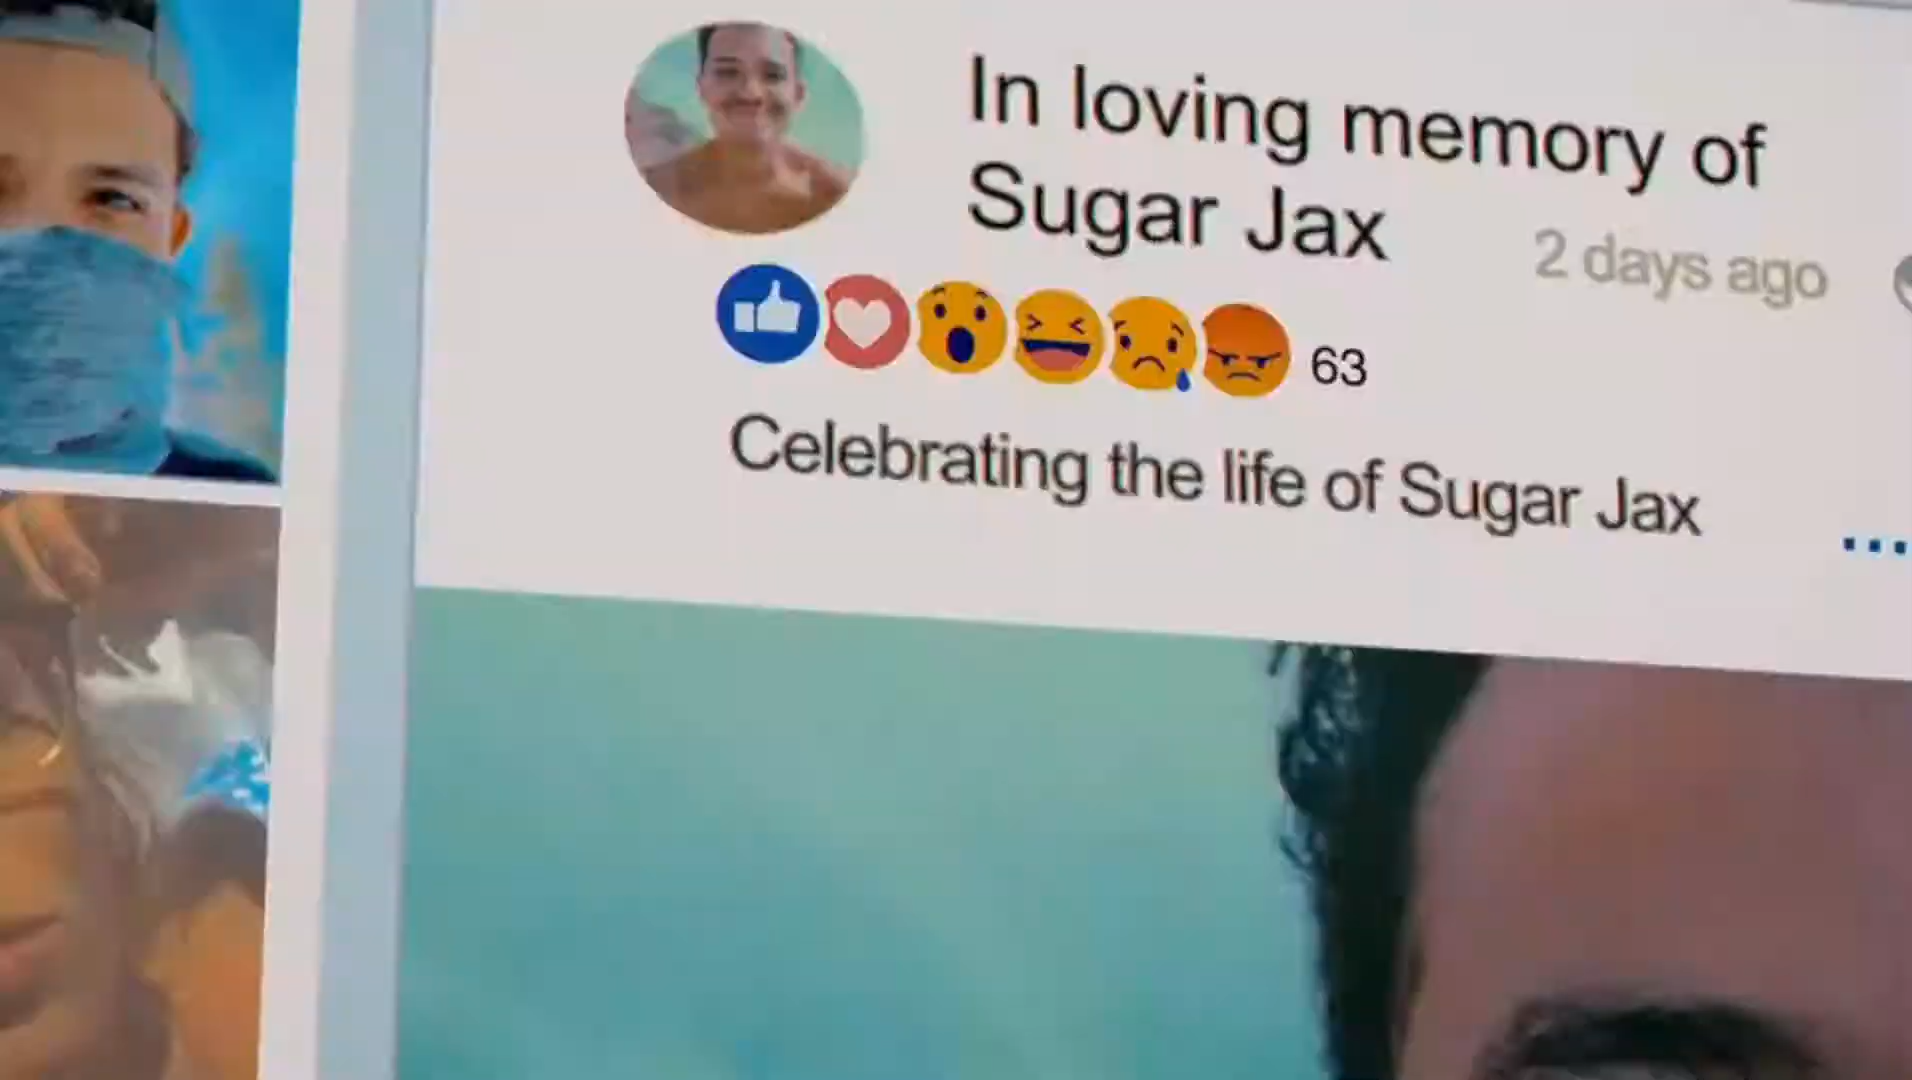 In loving memory of
Sugar Jax
2 days ago
63
Celebrating the life of Sugar Jax